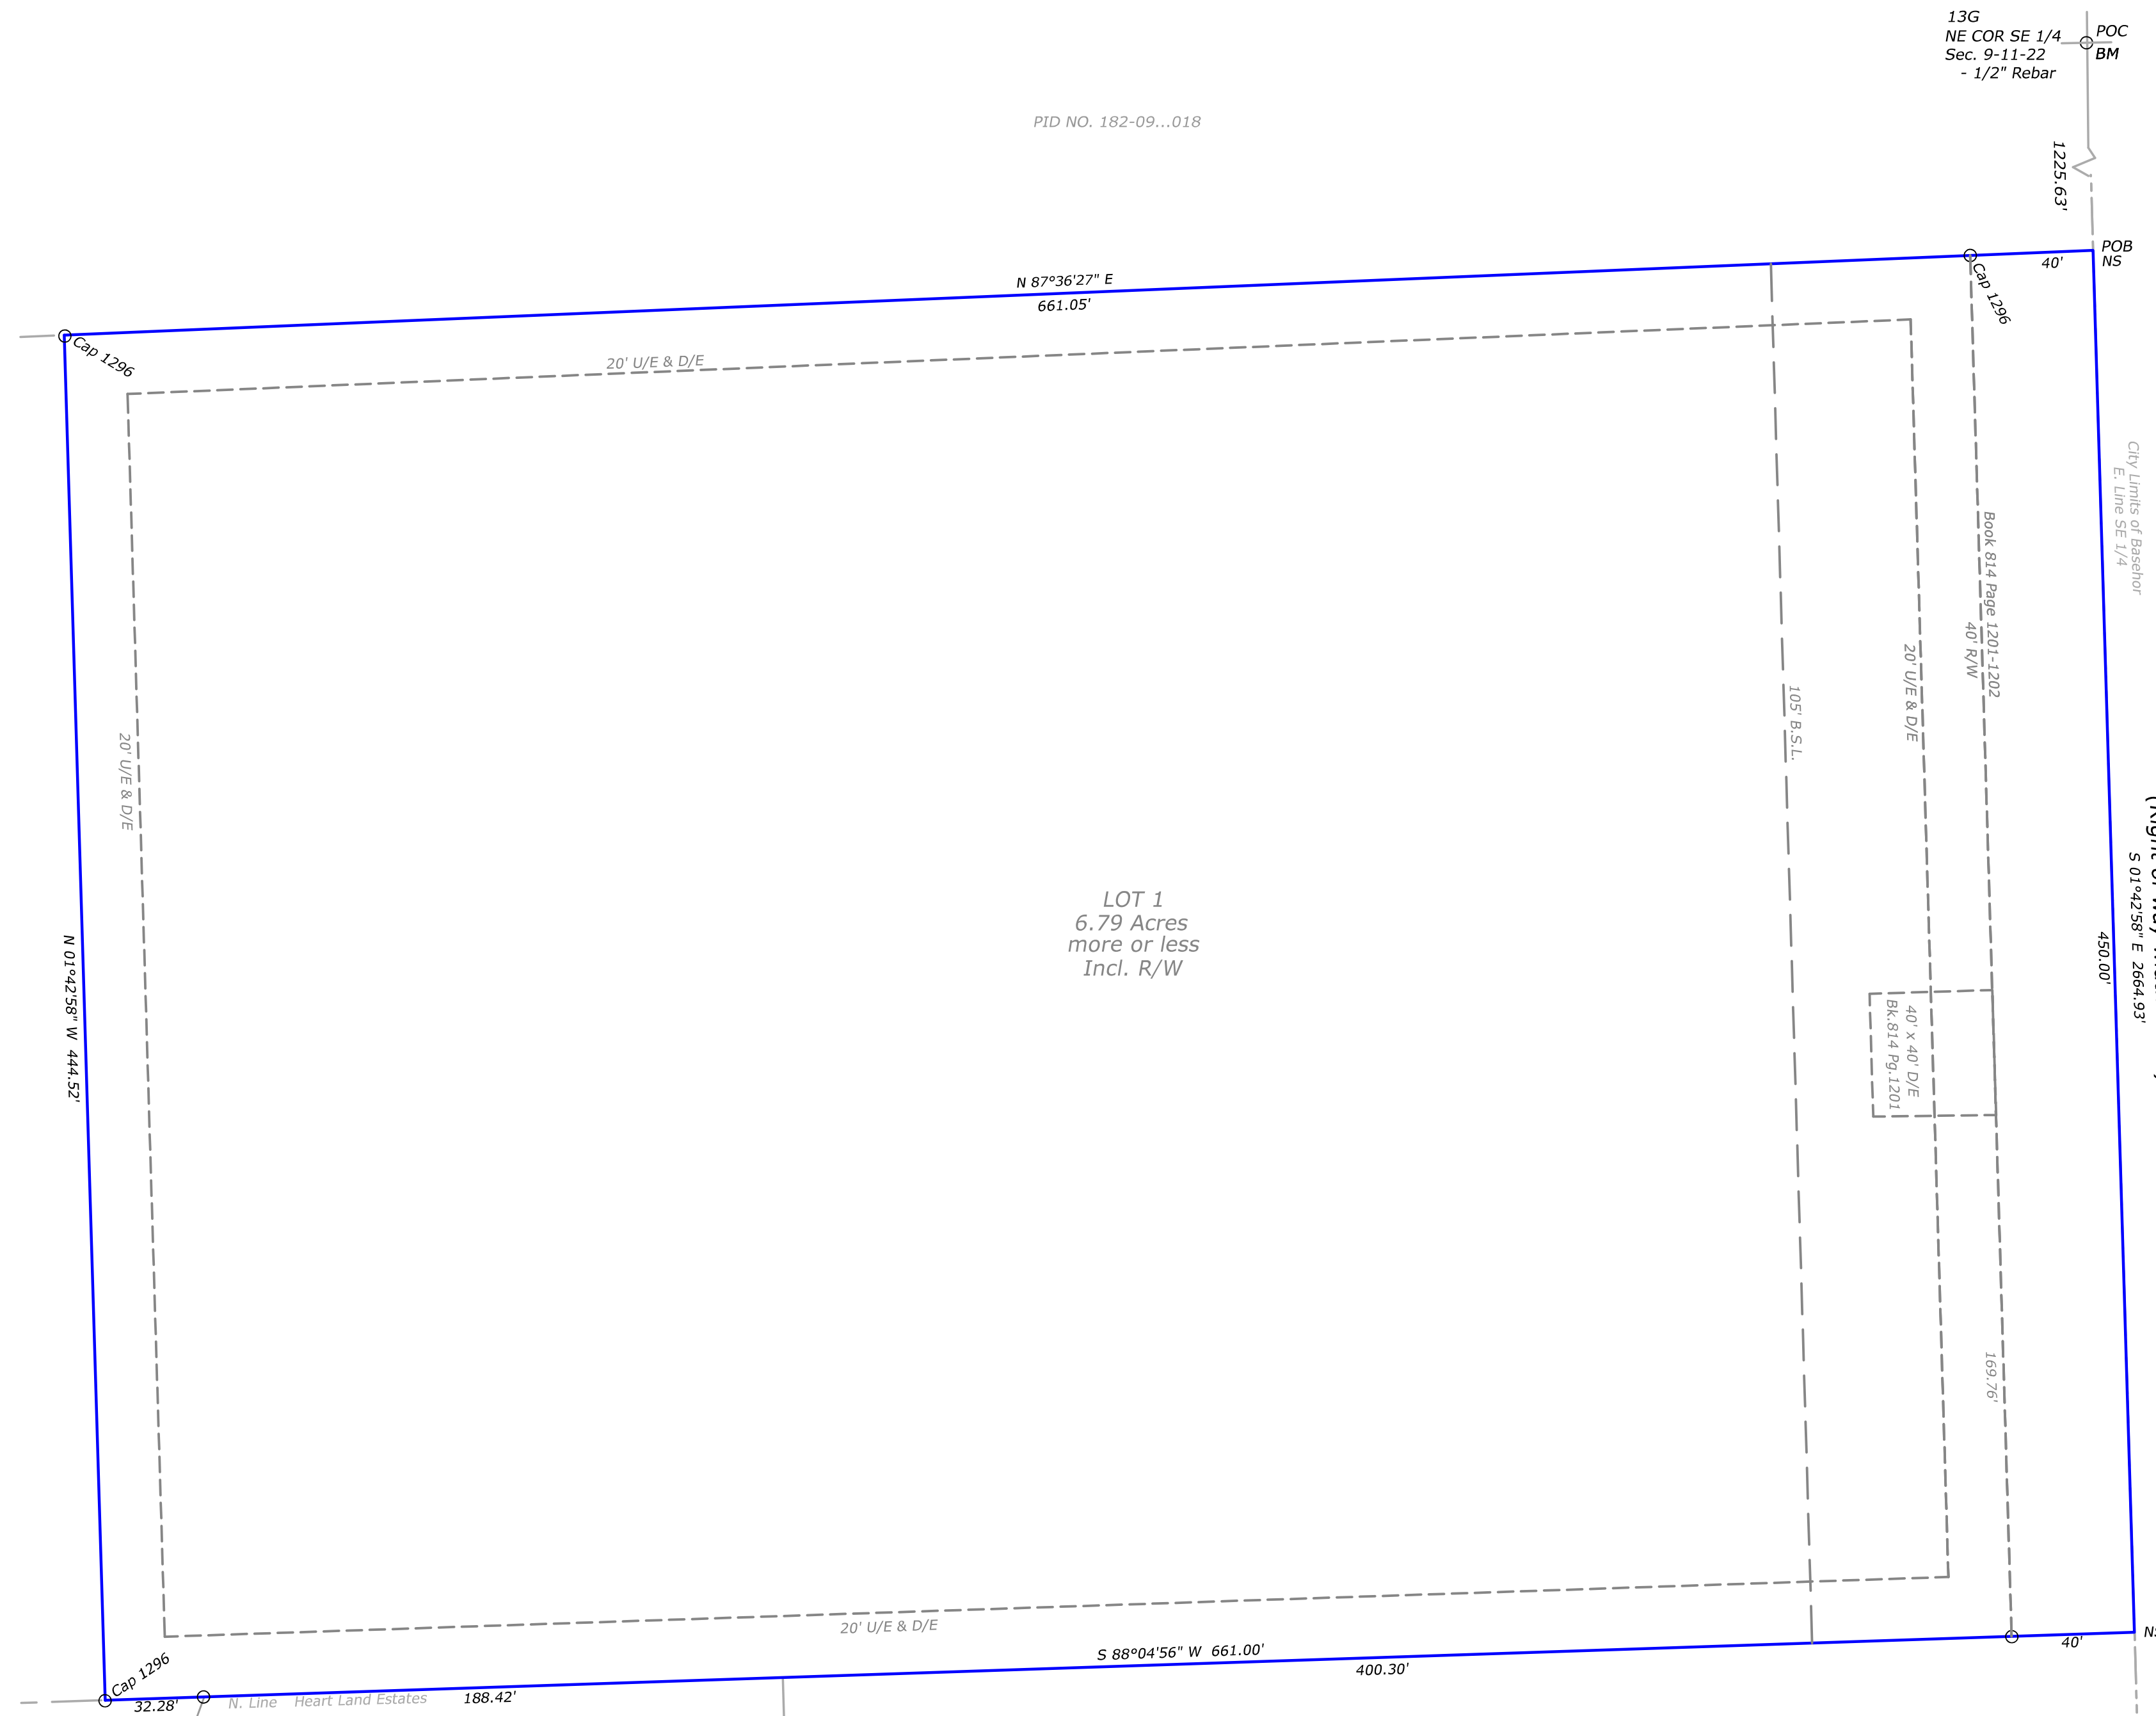 13G
NE COR SE 1/4
Sec. 9-11-22
- 1/2" Rebar
POC
BM
PID NO. 182-09...018
1225.63'
POB
NS
40'
Cap 1296
N 87°36'27" E
661.05'
Cap 1296
20' U/E & D/E
City Limits of Basehor
E. Line SE 1/4
Book 814 Page 1201-1202
40' R/W
20' U/E & D/E
105' B.S.L.
20' U/E & D/E
LOT 1
6.79 Acres
more or less
Incl. R/W
(Right of Way
S 01°42'58" E 2664.93'
450.00'
N 01°42'58" W 444.52'
40' x 40' D/E
Bk.814 Pg.1201
169.76'
20' U/E & D/E
S 88°04'56" W 661.00'
40'
400.30'
Cap 1296
32.28'
N. Line Heart Land Estates
188.42'